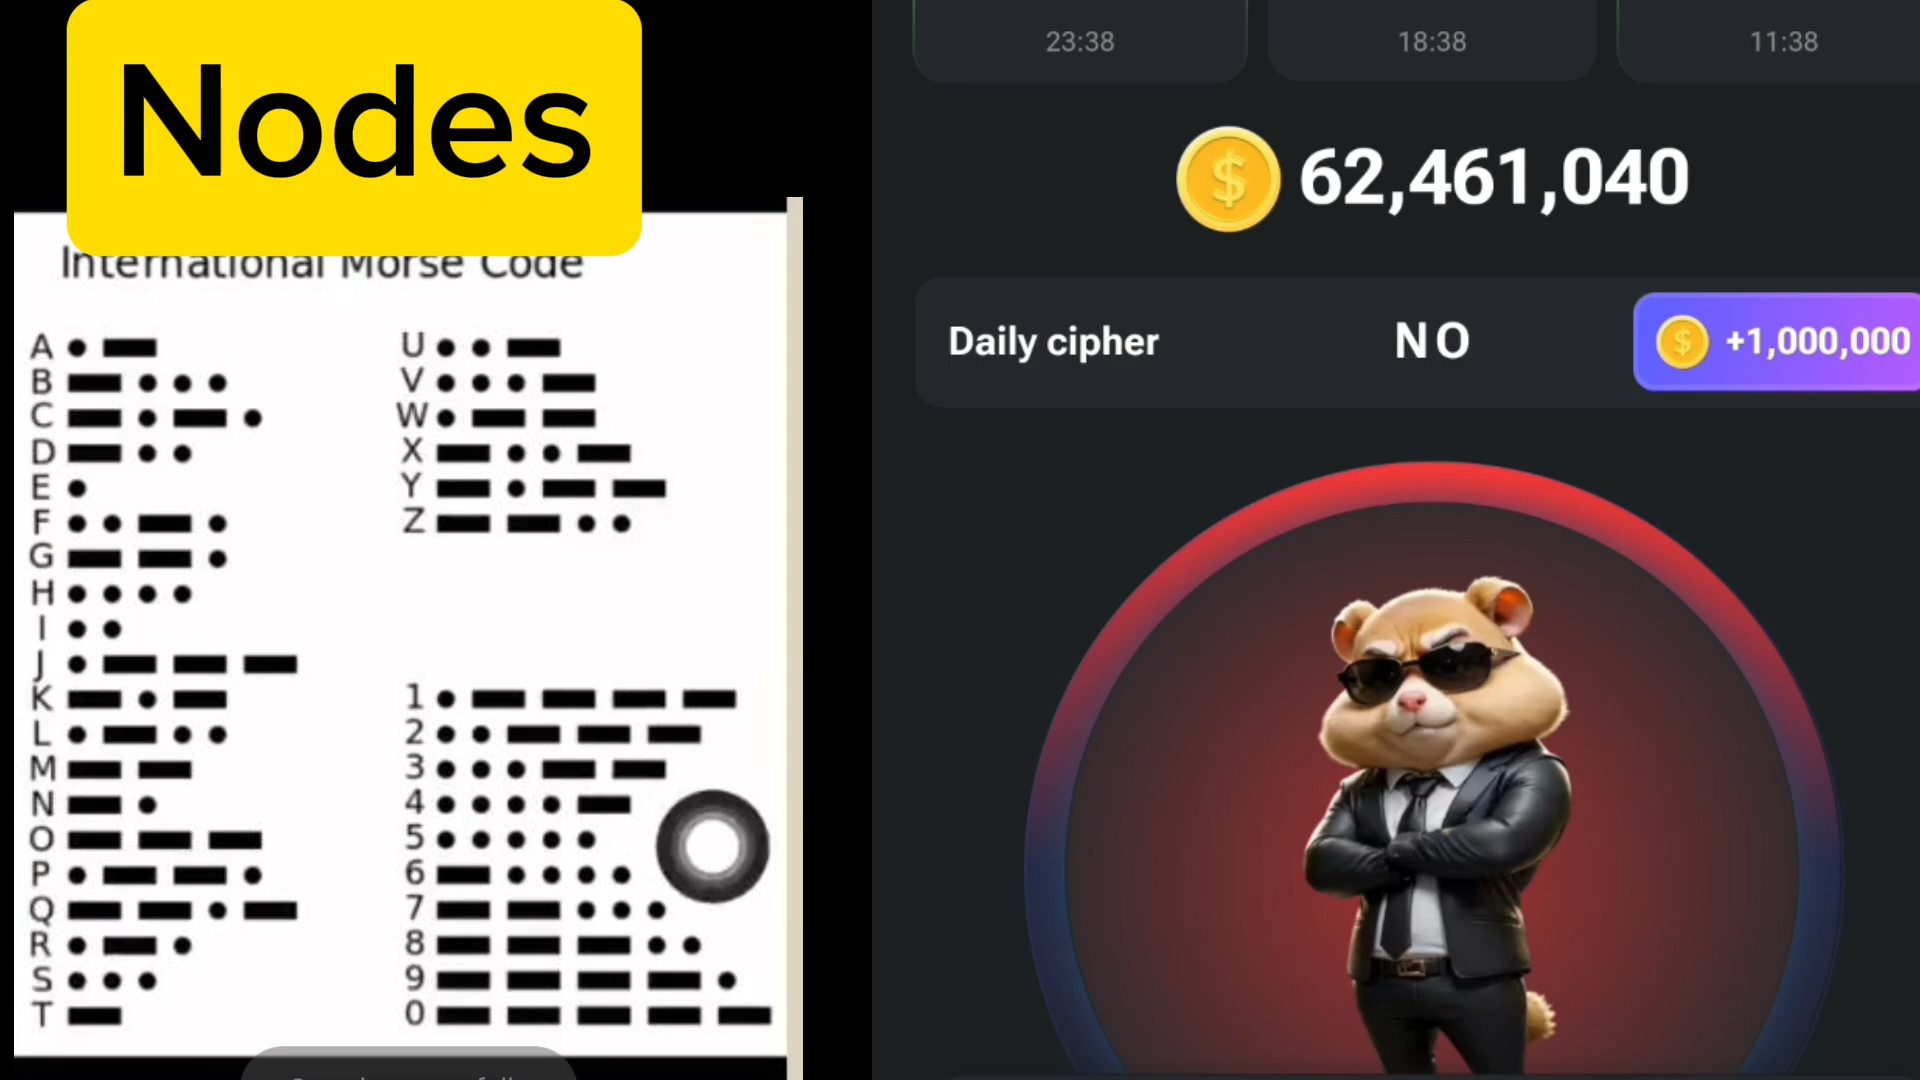 Nodes
International Morse Code
A
B
C
D
E
F
G
H
I
J
K
L
M
N
O
P
Q
R
S
T
U
V
W
X
Y
Z
1
2
3
4
5
6
7
8
9
0
23:38
18:38
11:38
$ 62,461,040
Daily cipher
NO
$ +1,000,000